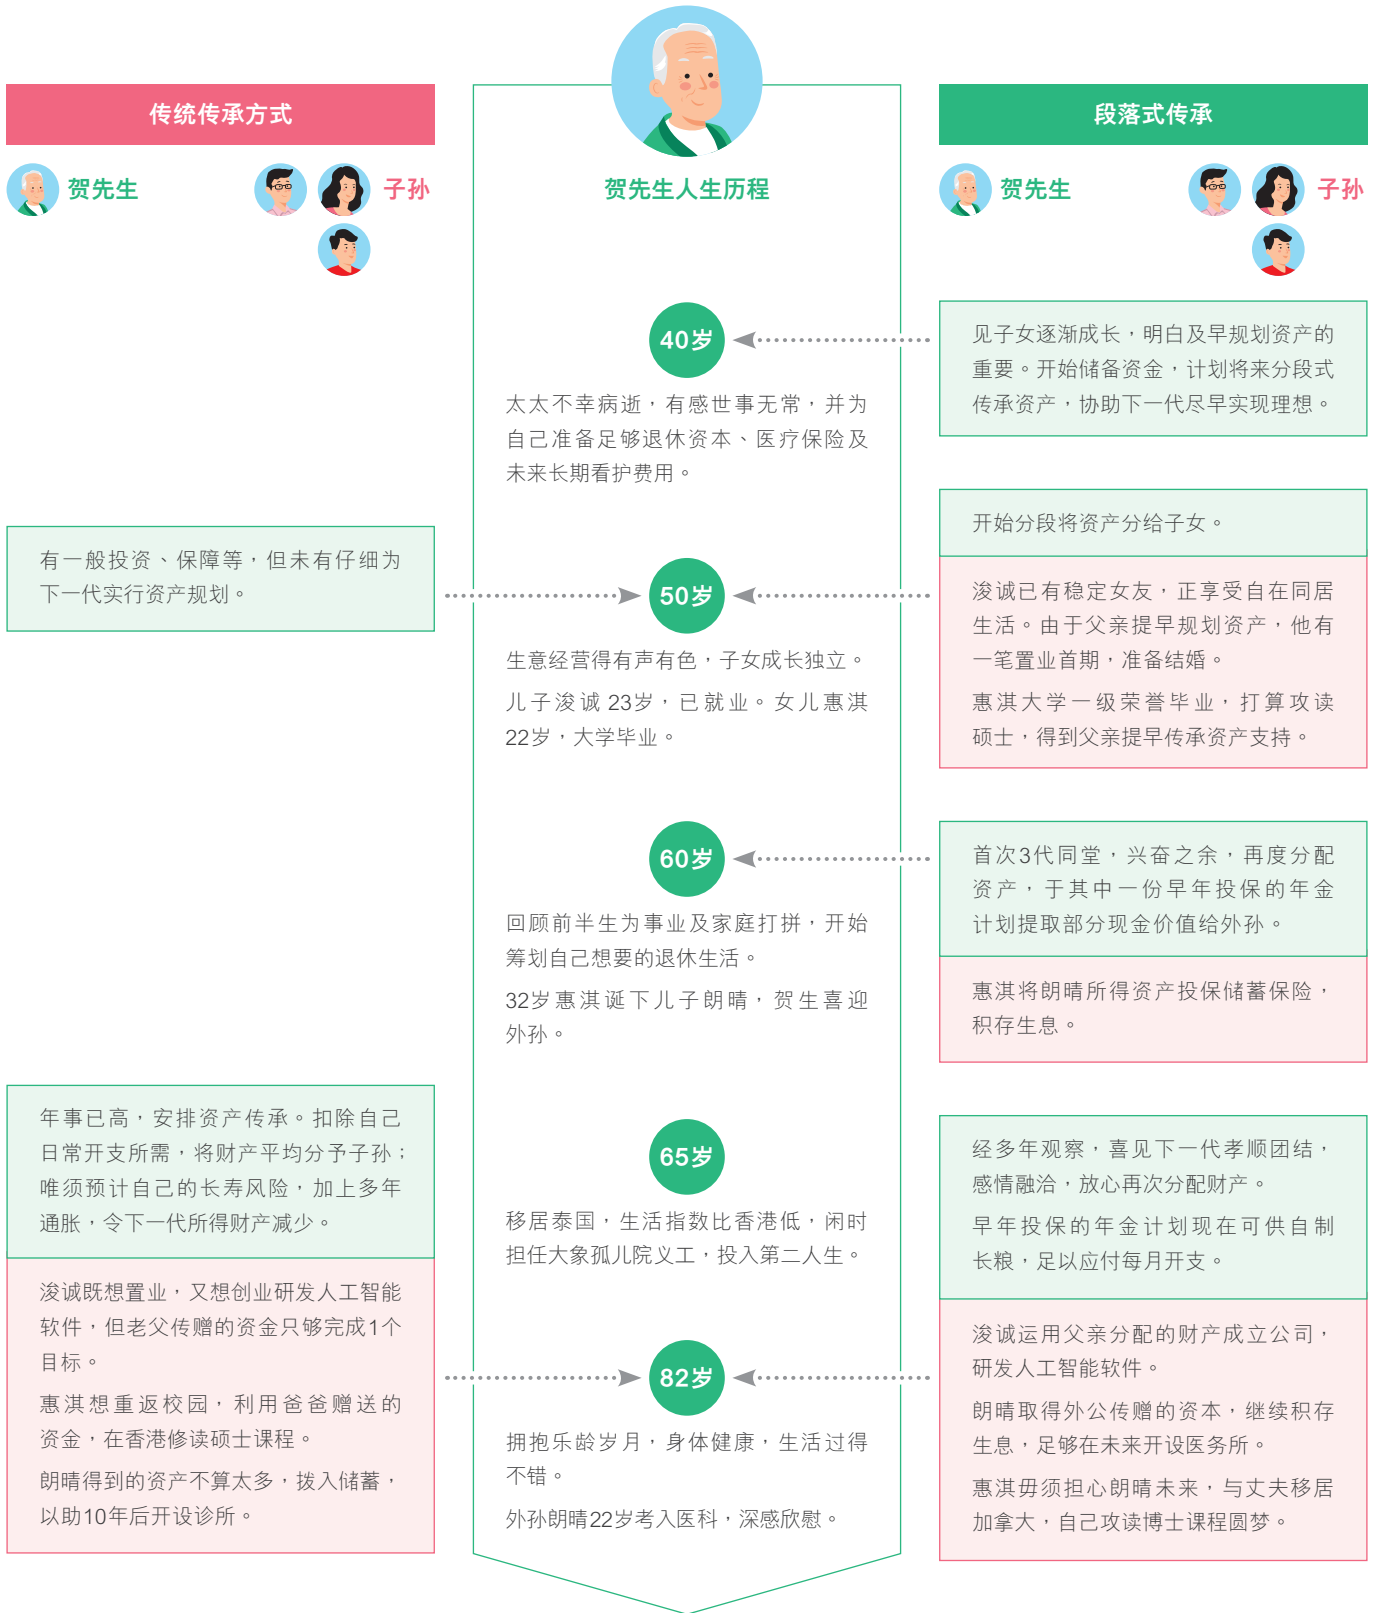 传统传承方式
贺先生
子孙
有一般投资、保障等，但未有仔细为
下一代实行资产规划。
年事已高，安排资产传承。扣除自己
日常开支所需，将财产平均分予子孙；
唯须预计自己的长寿风险，加上多年
通胀，令下一代所得财产减少。
浚诚既想置业，又想创业研发人工智能
软件，但老父传赠的资金只够完成1个
目标。
惠淇想重返校园，利用爸爸赠送的
资金，在香港修读硕士课程。
朗晴得到的资产不算太多，拨入储蓄，
以助10年后开设诊所。
贺先生人生历程
40岁
太太不幸病逝，有感世事无常，并为
自己准备足够退休资本、医疗保险及
未来长期看护费用。
50岁
生意经营得有声有色，子女成长独立。
儿子浚诚 23岁，已就业。女儿惠淇
22岁，大学毕业。
60岁
回顾前半生为事业及家庭打拼，开始
筹划自己想要的退休生活。
32岁惠淇诞下儿子朗晴，贺生喜迎
外孙。
65岁
移居泰国，生活指数比香港低，闲时
担任大象孤儿院义工，投入第二人生。
82岁
拥抱乐龄岁月，身体健康，生活过得
不错。
外孙朗晴22岁考入医科，深感欣慰。
段落式传承
贺先生
子孙
见子女逐渐成长，明白及早规划资产的
重要。开始储备资金，计划将来分段式
传承资产，协助下一代尽早实现理想。
开始分段将资产分给子女。
浚诚已有稳定女友，正享受自在同居
生活。由于父亲提早规划资产，他有
一笔置业首期，准备结婚。
惠淇大学一级荣誉毕业，打算攻读
硕士，得到父亲提早传承资产支持。
首次3代同堂，兴奋之余，再度分配
资产，于其中一份早年投保的年金
计划提取部分现金价值给外孙。
惠淇将朗晴所得资产投保储蓄保险，
积存生息。
经多年观察，喜见下一代孝顺团结，
感情融洽，放心再次分配财产。
早年投保的年金计划现在可供自制
长粮，足以应付每月开支。
浚诚运用父亲分配的财产成立公司，
研发人工智能软件。
朗晴取得外公传赠的资本，继续积存
生息，足够在未来开设医务所。
惠淇毋须担心朗晴未来，与丈夫移居
加拿大，自己攻读博士课程圆梦。